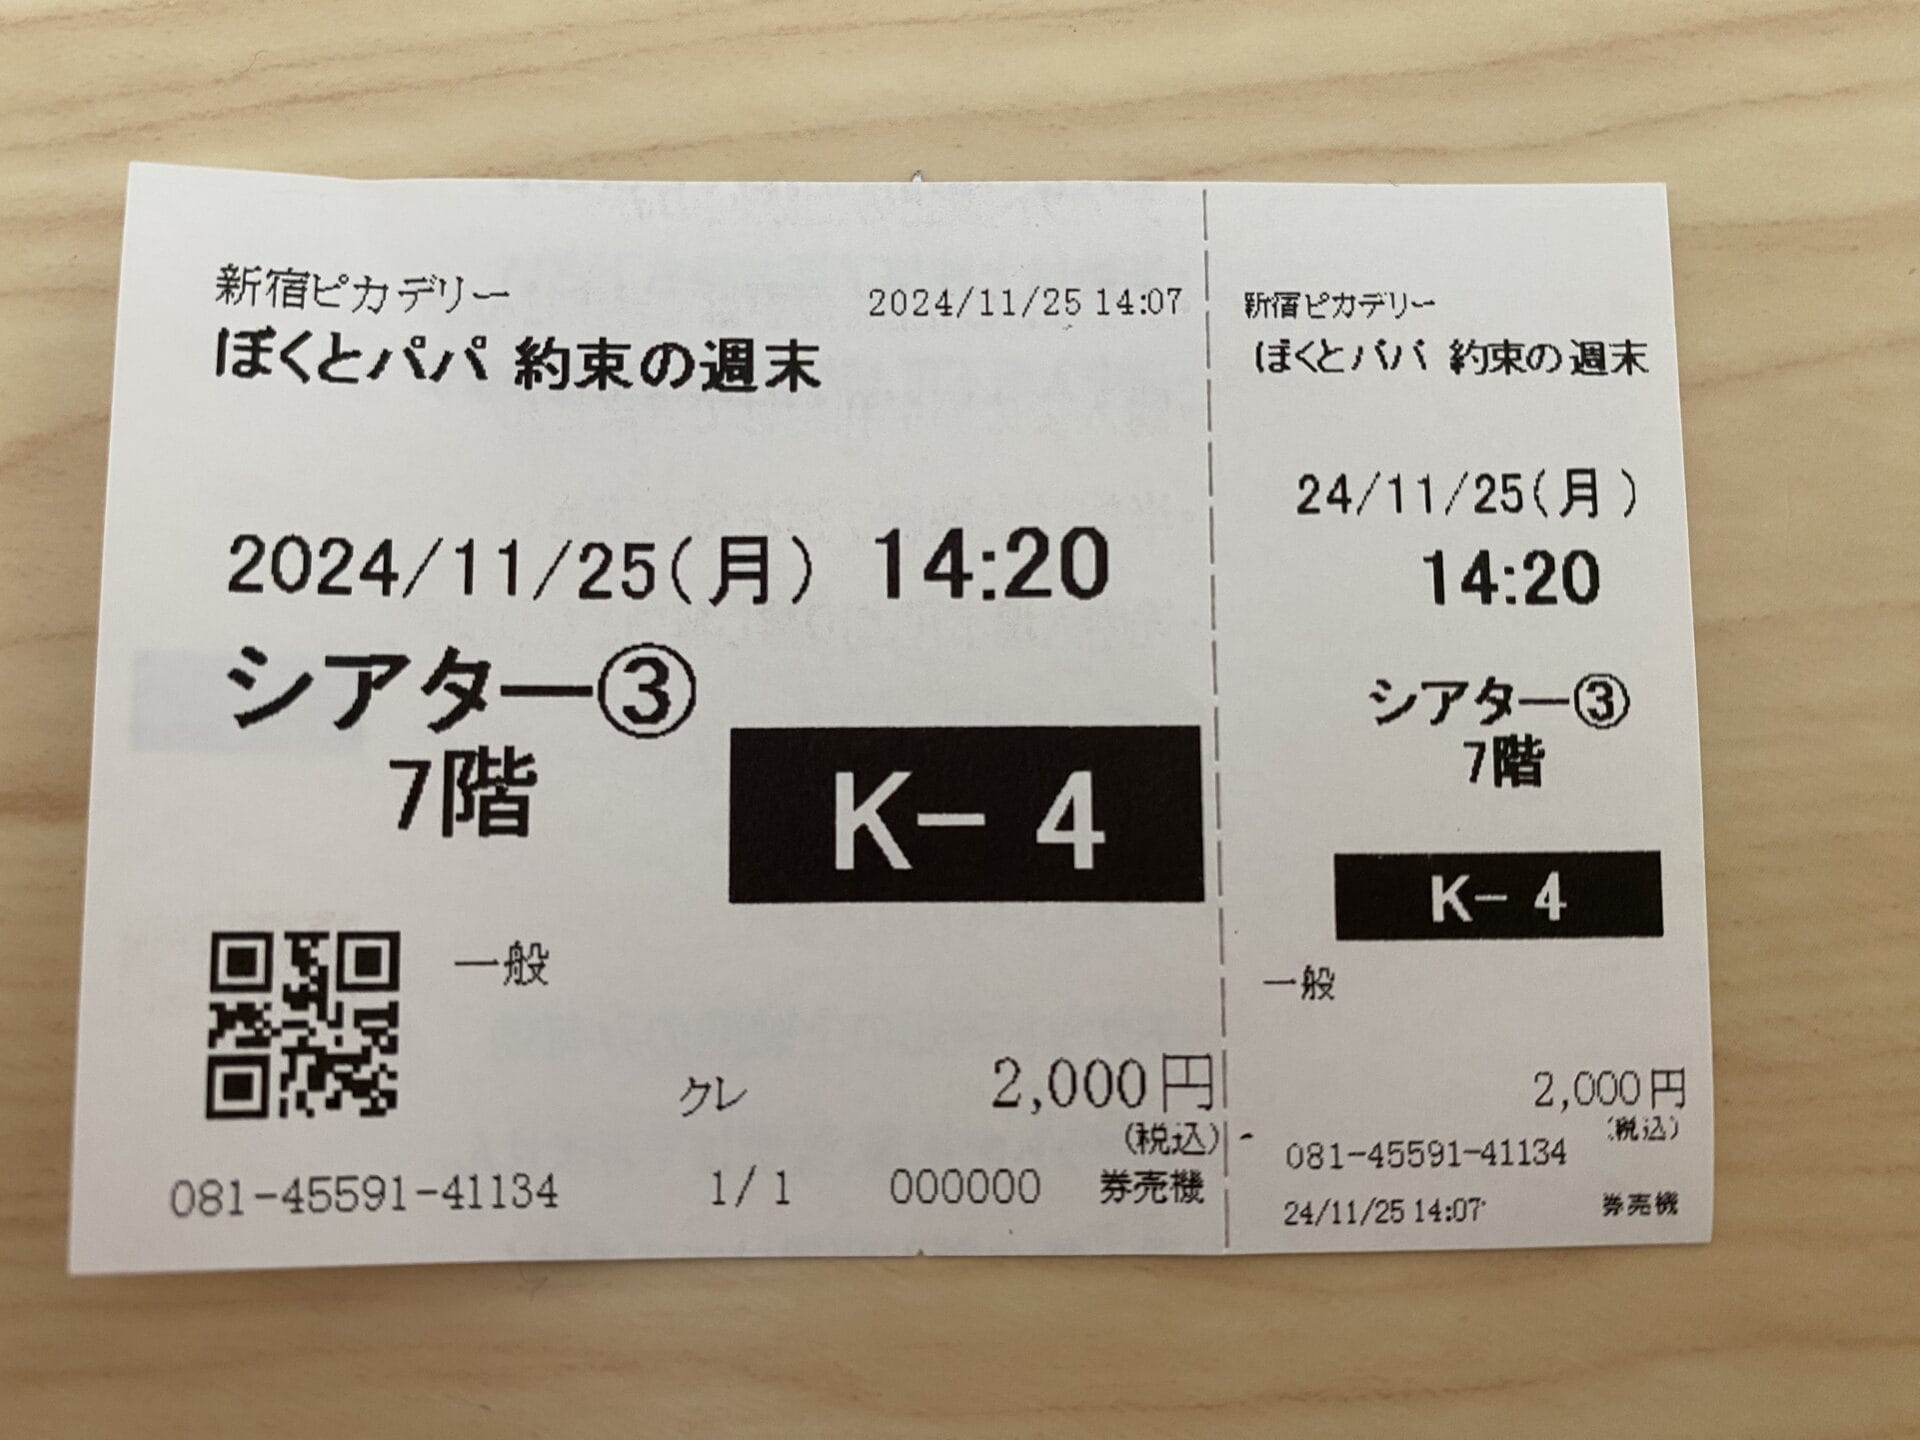 新宿ピカデリー 2024/11/25 14:07
ぼくとパパ 約束の週末
2024/11/25(月) 14:20
シアター③
7階
K- 4
一般
クレ 2,000円
(税込)
081-45591-41134 1/1 000000 券売機
新宿ピカデリー
ぼくとパパ 約束の週末
24/11/25(月)
14:20
シアター③
7階
K- 4
一般
2,000円
(税込)
081-45591-41134
24/11/25 14:07 券売機